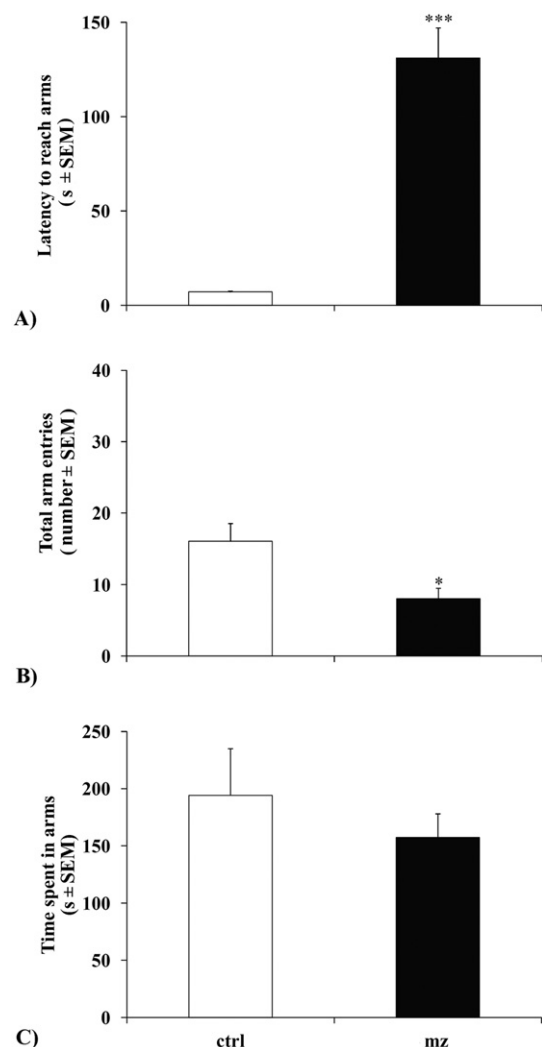 Latency to reach arms
( s ± SEM)
150
100
50
0
***
A)
Total arm entries
( number ± SEM)
40
30
20
10
0
*
B)
Time spent in arms
(s ± SEM)
250
200
150
100
50
0
C)
ctrl
mz